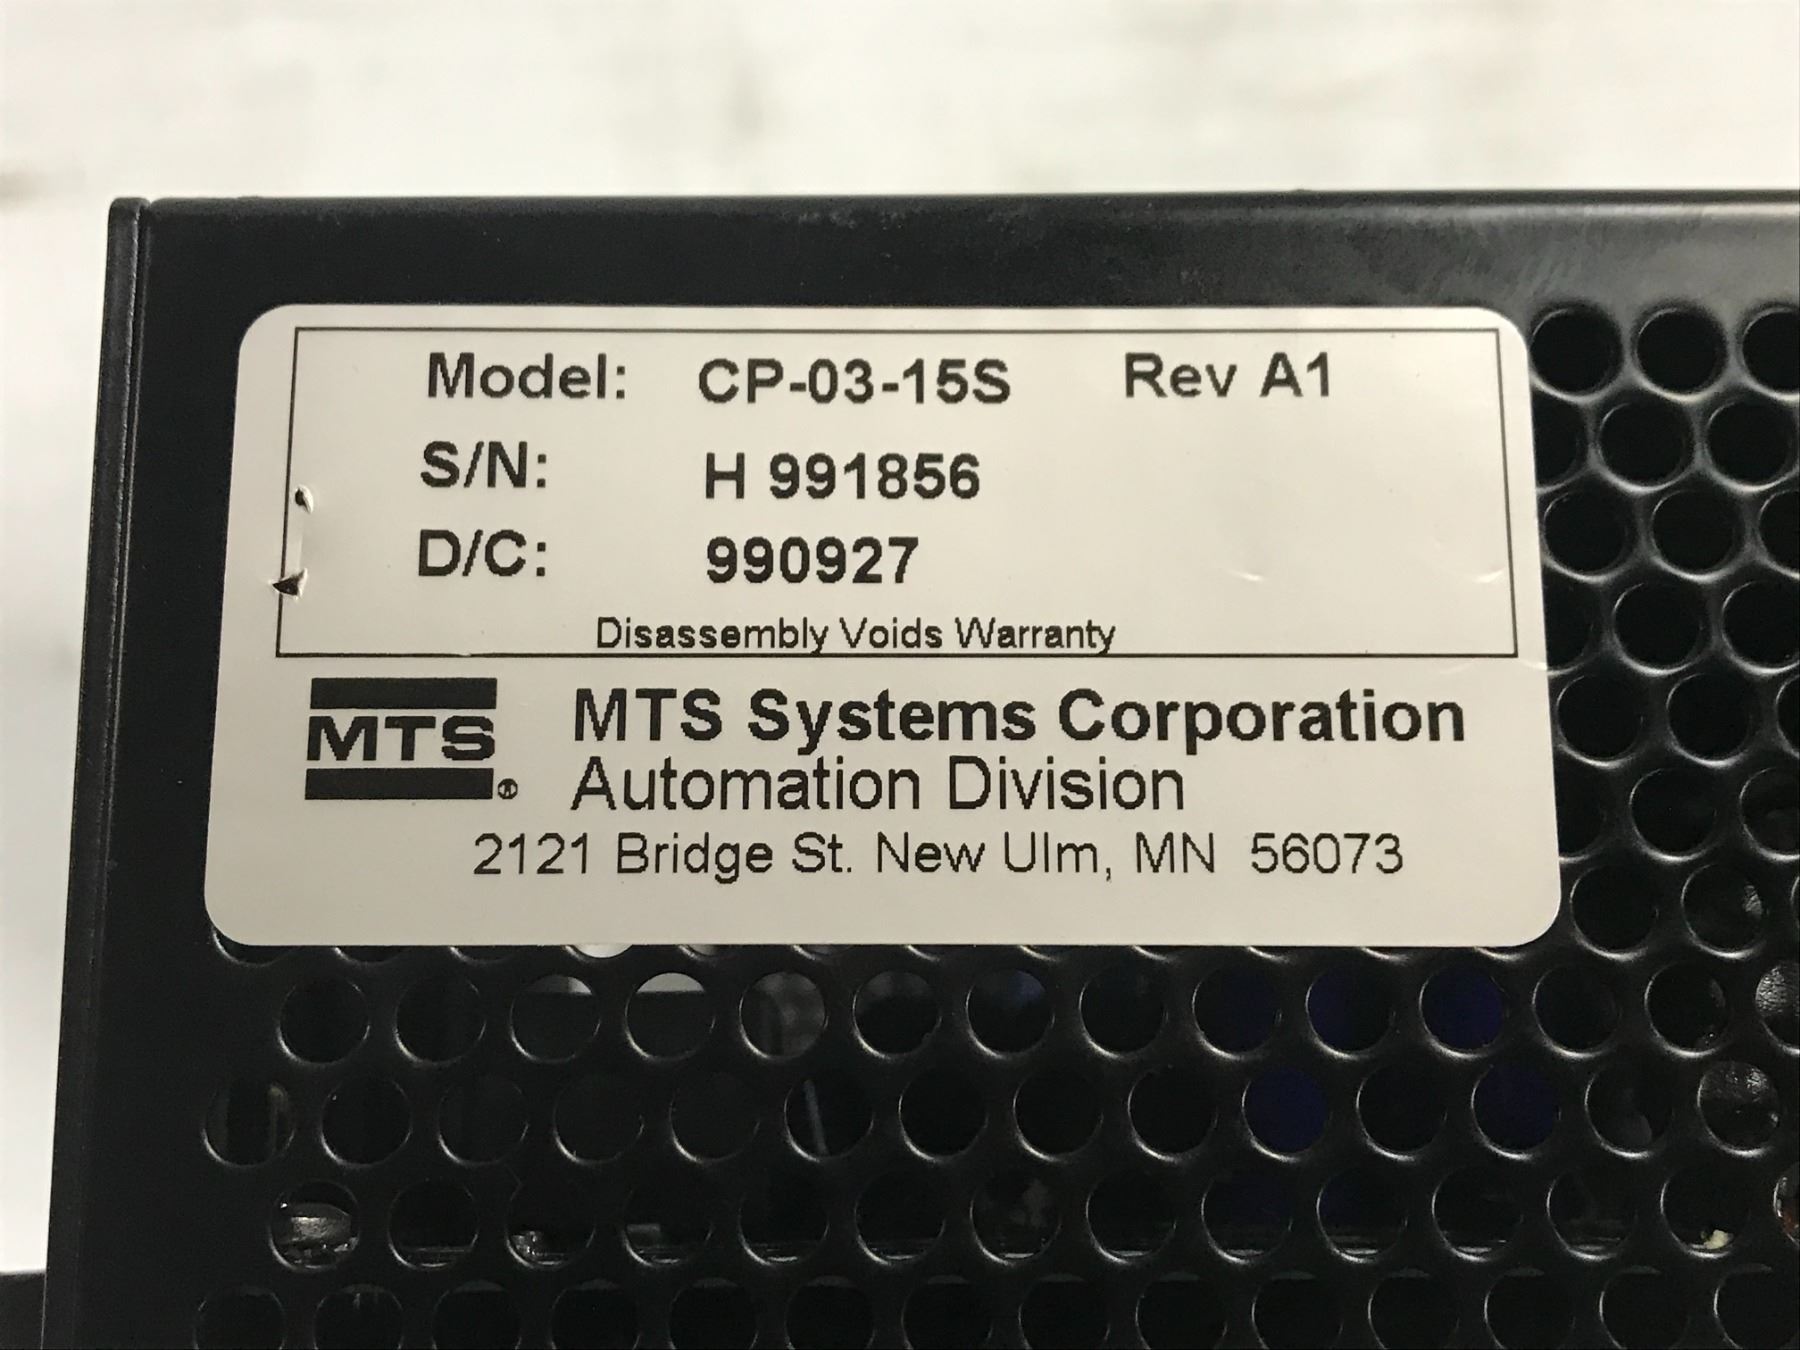 Model: CP-03-15S Rev A1
S/N: H 991856
D/C: 990927
Disassembly Voids Warranty
MTS ®
MTS Systems Corporation
Automation Division
2121 Bridge St. New Ulm, MN 56073